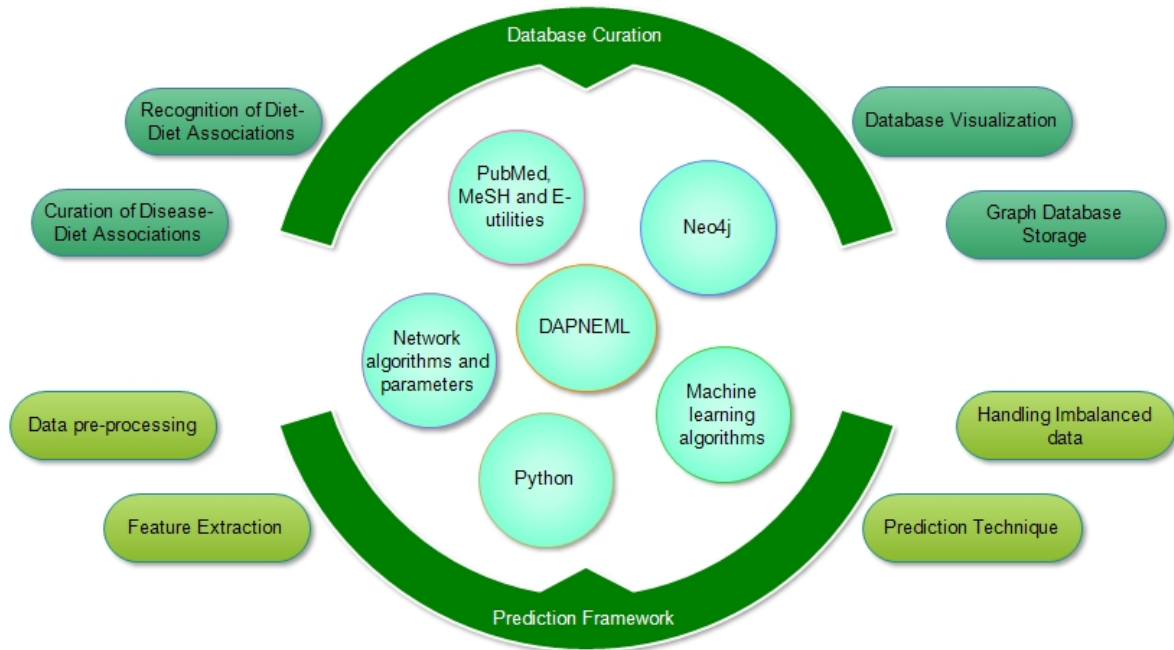 Database Curation
Recognition of Diet-
Diet Associations
Database Visualization
PubMed,
MeSH and E-
utilities
Neo4j
Curation of Disease-
Diet Associations
Graph Database
Storage
DAPNEML
Network
algorithms and
parameters
Machine
learning
algorithms
Data pre-processing
Handling Imbalanced
data
Python
Feature Extraction
Prediction Technique
Prediction Framework